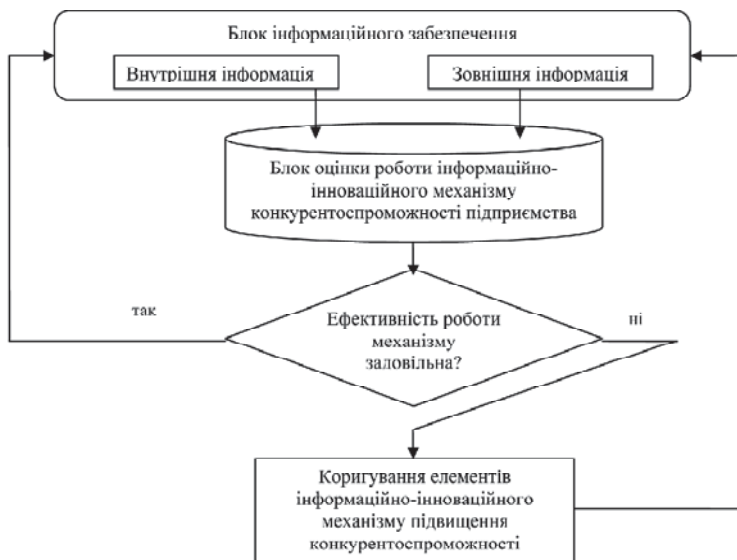 Блок інформаційного забезпечення
Внутрішня інформація
Зовнішня інформація
Блок оцінки роботи інформаційно-
інноваційного механізму
конкурентоспроможності підприємства
так
Ефективність роботи
механізму
задовільна?
ні
Коригування елементів
інформаційно-інноваційного
механізму підвищення
конкурентоспроможності